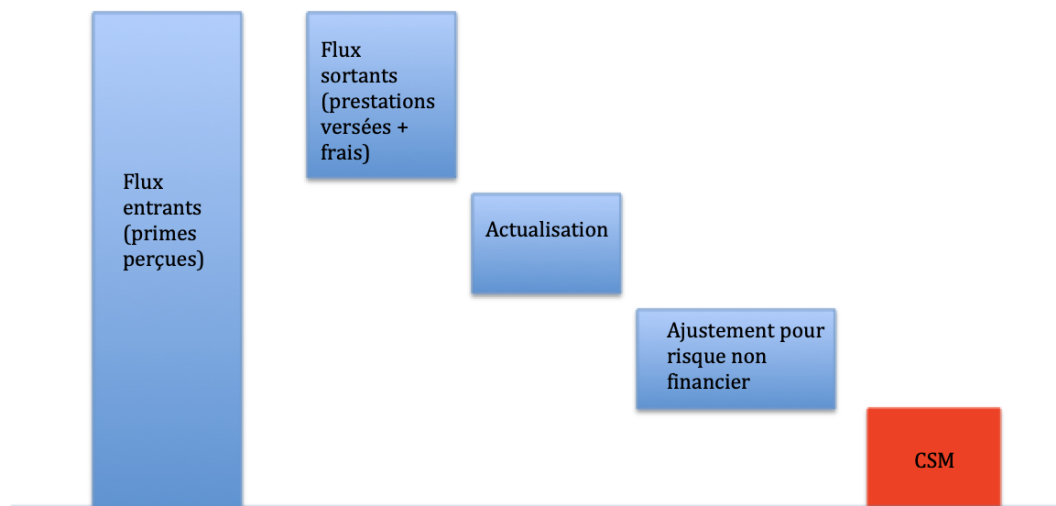 Flux
entrants
(primes
perçues)
Flux
sortants
(prestations
versées +
frais)
Actualisation
Ajustement pour
risque non
financier
CSM